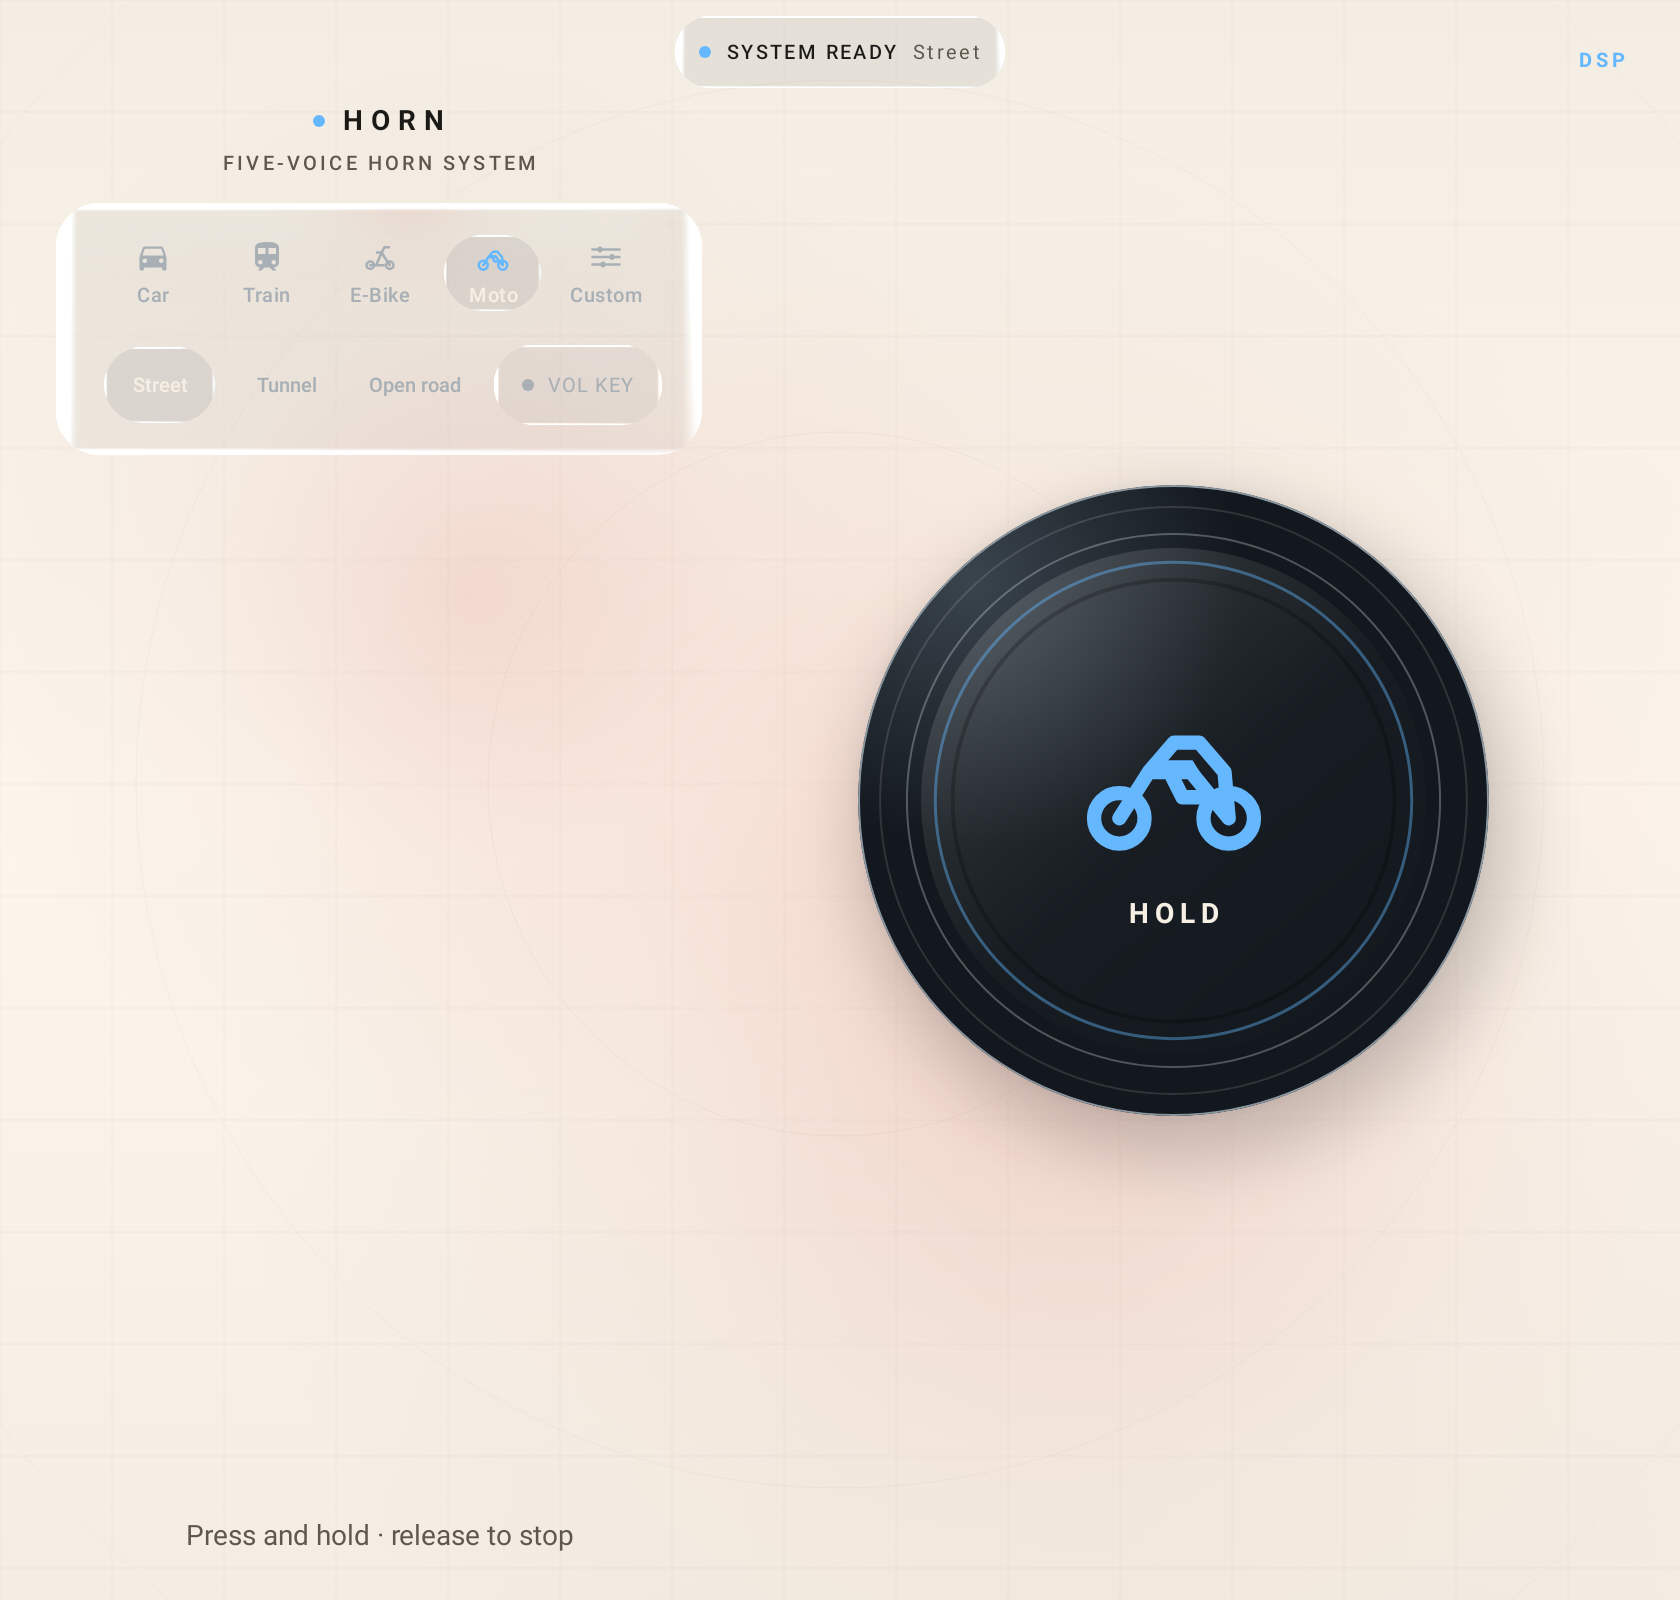 SYSTEM READY Street
DSP
HORN
FIVE-VOICE HORN SYSTEM
Car Train E-Bike Moto Custom
Street Tunnel Open road VOL KEY
HOLD
Press and hold · release to stop